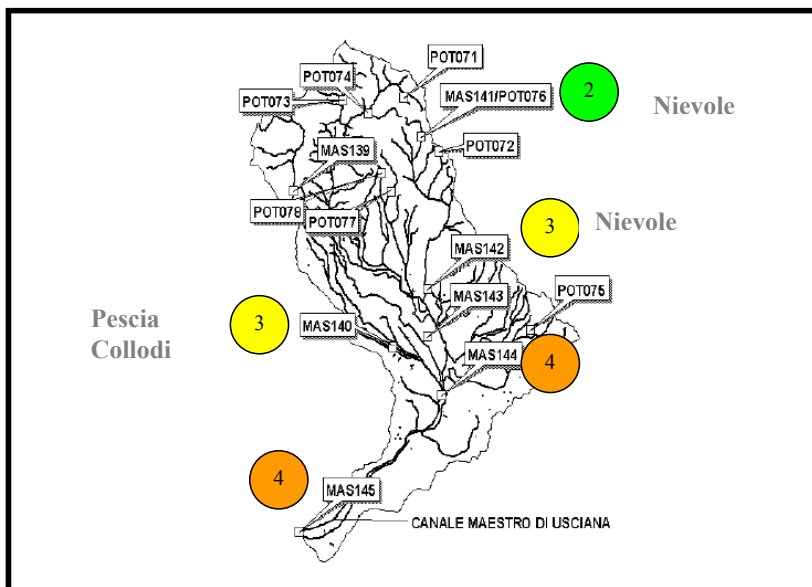 POT071
POT074
MAS141/POT076
2
Nievole
POT073
POT072
MAS139
POT078
POT077
3
Nievole
MAS142
POT075
MAS143
Pescia
Collodi
3
MAS140
MAS144
4
4
MAS145
CANALE MAESTRO DI USCIANA